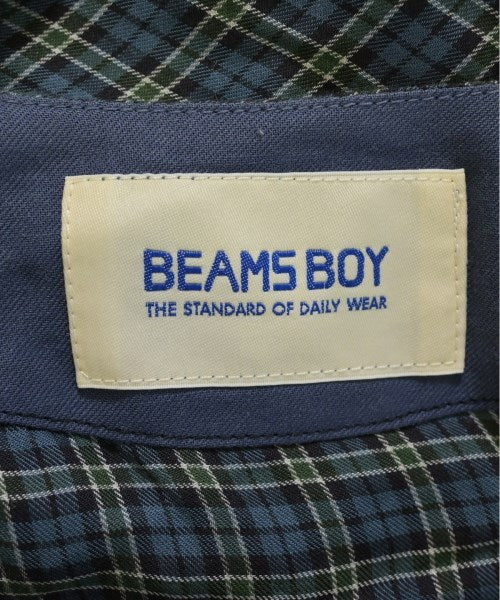 BEAMS BOY
THE STANDARD OF DAILY WEAR